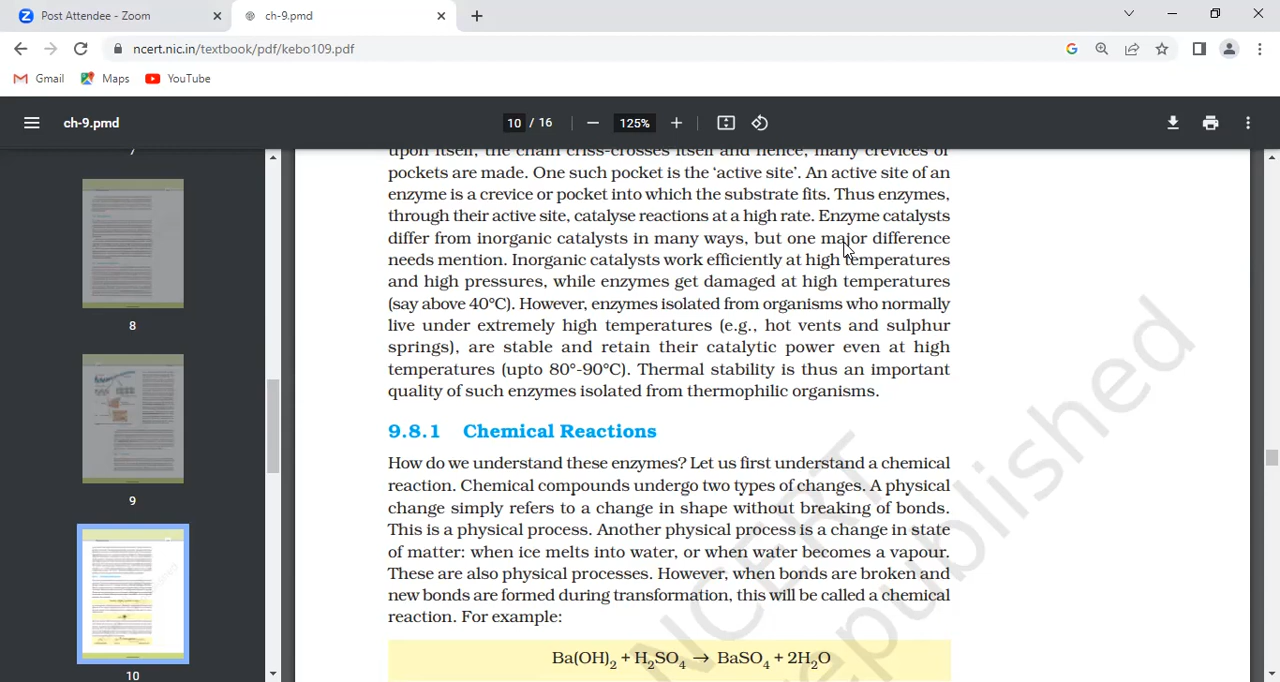 Post Attendee - Zoom
ch-9.pmd
ncert.nic.in/textbook/pdf/kebo109.pdf
Gmail
Maps
YouTube
ch-9.pmd
10 / 16
125%
7
8
9
10
upon itself, the chain criss-crosses itself and hence, many crevices or
pockets are made. One such pocket is the ‘active site’. An active site of an
enzyme is a crevice or pocket into which the substrate fits. Thus enzymes,
through their active site, catalyse reactions at a high rate. Enzyme catalysts
differ from inorganic catalysts in many ways, but one major difference
needs mention. Inorganic catalysts work efficiently at high temperatures
and high pressures, while enzymes get damaged at high temperatures
(say above 40°C). However, enzymes isolated from organisms who normally
live under extremely high temperatures (e.g., hot vents and sulphur
springs), are stable and retain their catalytic power even at high
temperatures (upto 80°-90°C). Thermal stability is thus an important
quality of such enzymes isolated from thermophilic organisms.
9.8.1 Chemical Reactions
How do we understand these enzymes? Let us first understand a chemical
reaction. Chemical compounds undergo two types of changes. A physical
change simply refers to a change in shape without breaking of bonds.
This is a physical process. Another physical process is a change in state
of matter: when ice melts into water, or when water becomes a vapour.
These are also physical processes. However, when bonds are broken and
new bonds are formed during transformation, this will be called a chemical
reaction. For example:
Ba(OH)2 + H2SO4 → BaSO4 + 2H2O
NCERT
republished